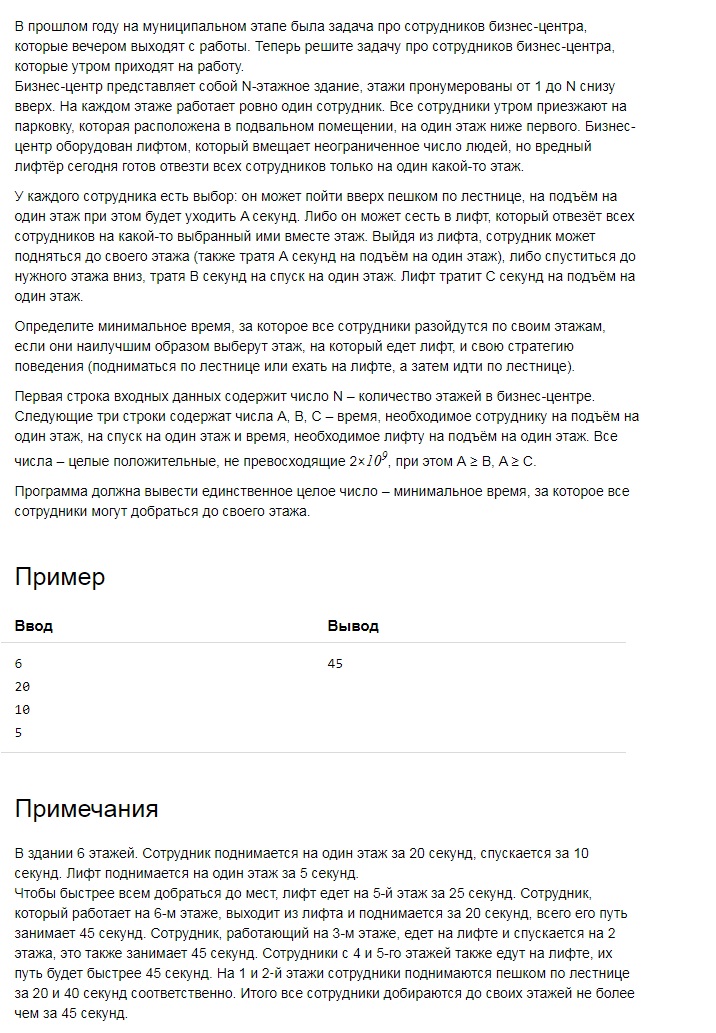 В прошлом году на муниципальном этапе была задача про сотрудников бизнес-центра,
которые вечером выходят с работы. Теперь решите задачу про сотрудников бизнес-центра,
которые утром приходят на работу.
Бизнес-центр представляет собой N-этажное здание, этажи пронумерованы от 1 до N снизу
вверх. На каждом этаже работает ровно один сотрудник. Все сотрудники утром приезжают на
парковку, которая расположена в подвальном помещении, на один этаж ниже первого. Бизнес-
центр оборудован лифтом, который вмещает неограниченное число людей, но вредный
лифтёр сегодня готов отвезти всех сотрудников только на один какой-то этаж.
У каждого сотрудника есть выбор: он может пойти вверх пешком по лестнице, на подъём на
один этаж при этом будет уходить A секунд. Либо он может сесть в лифт, который отвезёт всех
сотрудников на какой-то выбранный ими вместе этаж. Выйдя из лифта, сотрудник может
подняться до своего этажа (также тратя A секунд на подъём на один этаж), либо спуститься до
нужного этажа вниз, тратя B секунд на спуск на один этаж. Лифт тратит C секунд на подъём на
один этаж.
Определите минимальное время, за которое все сотрудники разойдутся по своим этажам,
если они наилучшим образом выберут этаж, на который едет лифт, и свою стратегию
поведения (подниматься по лестнице или ехать на лифте, а затем идти по лестнице).
Первая строка входных данных содержит число N – количество этажей в бизнес-центре.
Следующие три строки содержат числа A, B, C – время, необходимое сотруднику на подъём на
один этаж, на спуск на один этаж и время, необходимое лифту на подъём на один этаж. Все
числа – целые положительные, не превосходящие 2×10⁹, при этом A ≥ B, A ≥ C.
Программа должна вывести единственное целое число – минимальное время, за которое все
сотрудники могут добраться до своего этажа.
Пример
Ввод Вывод
6 45
20
10
5
Примечания
В здании 6 этажей. Сотрудник поднимается на один этаж за 20 секунд, спускается за 10
секунд. Лифт поднимается на один этаж за 5 секунд.
Чтобы быстрее всем добраться до мест, лифт едет на 5-й этаж за 25 секунд. Сотрудник,
который работает на 6-м этаже, выходит из лифта и поднимается за 20 секунд, всего его путь
занимает 45 секунд. Сотрудник, работающий на 3-м этаже, едет на лифте и спускается на 2
этажа, это также занимает 45 секунд. Сотрудники с 4 и 5-го этажей также едут на лифте, их
путь будет быстрее 45 секунд. На 1 и 2-й этажи сотрудники поднимаются пешком по лестнице
за 20 и 40 секунд соответственно. Итого все сотрудники добираются до своих этажей не более
чем за 45 секунд.